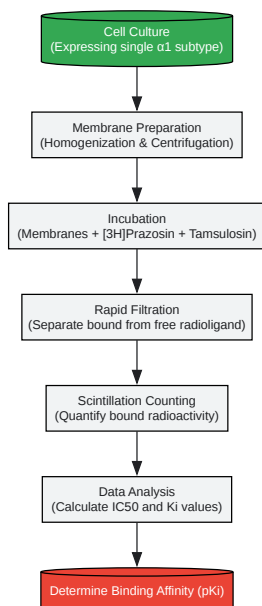 Cell Culture
(Expressing single α1 subtype)
Membrane Preparation
(Homogenization & Centrifugation)
Incubation
(Membranes + [3H]Prazosin + Tamsulosin)
Rapid Filtration
(Separate bound from free radioligand)
Scintillation Counting
(Quantify bound radioactivity)
Data Analysis
(Calculate IC50 and Ki values)
Determine Binding Affinity (pKi)